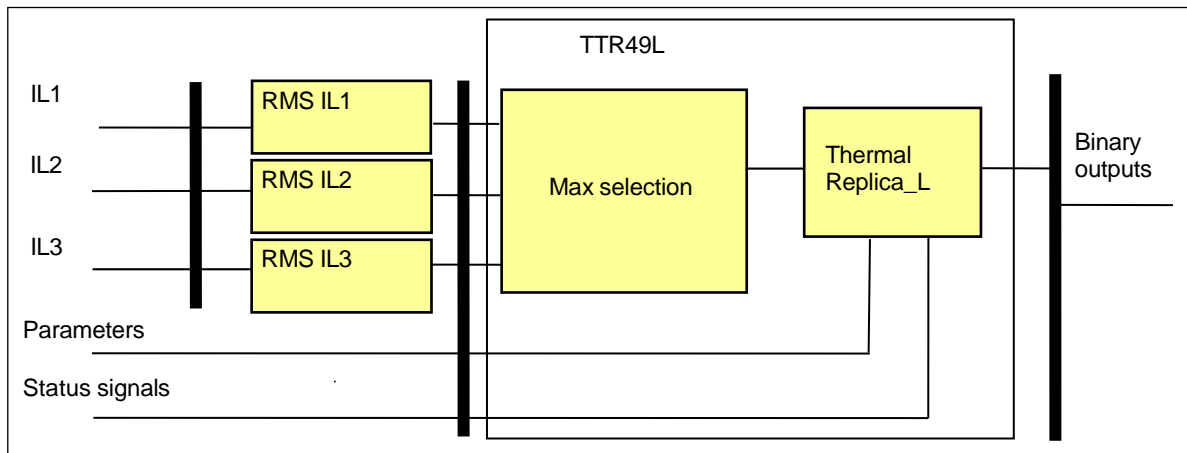 TTR49L
IL1
RMS IL1
IL2
RMS IL2
IL3
RMS IL3
Max selection
Thermal
Replica_L
Binary
outputs
Parameters
Status signals